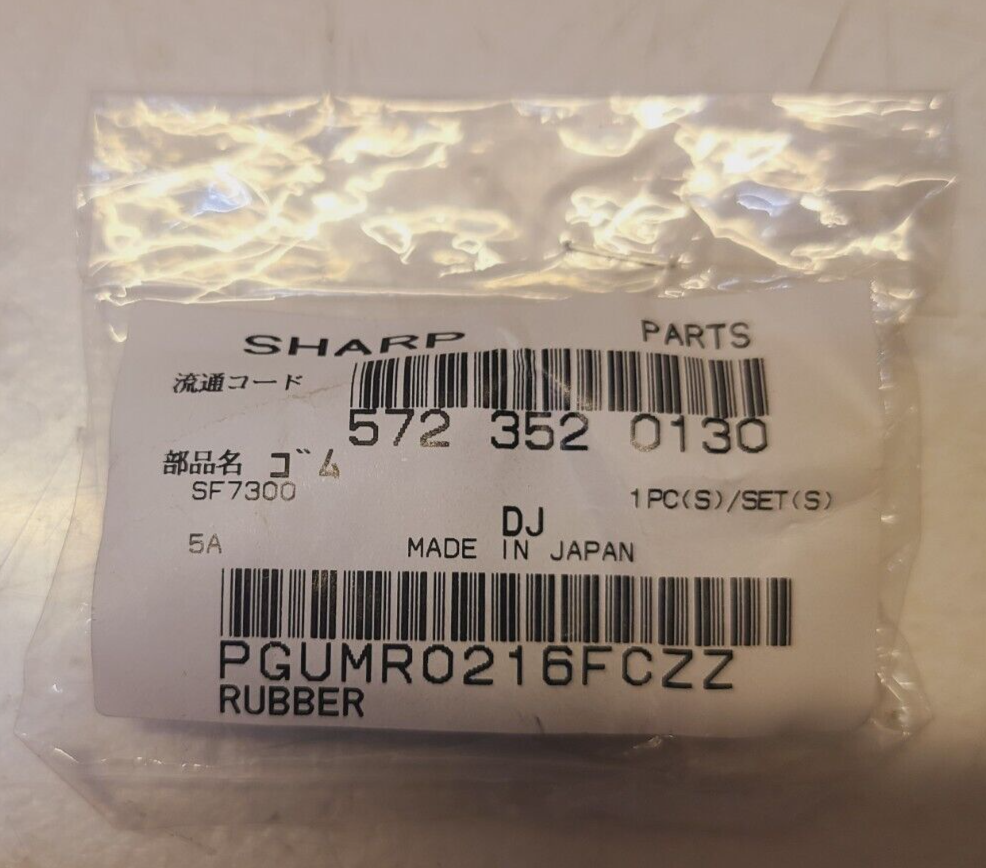 SHARP PARTS
流通コード
572 352 0130
部品名 ゴム
SF7300 1PC(S)/SET(S)
DJ
5A MADE IN JAPAN
PGUMR0216FCZZ
RUBBER